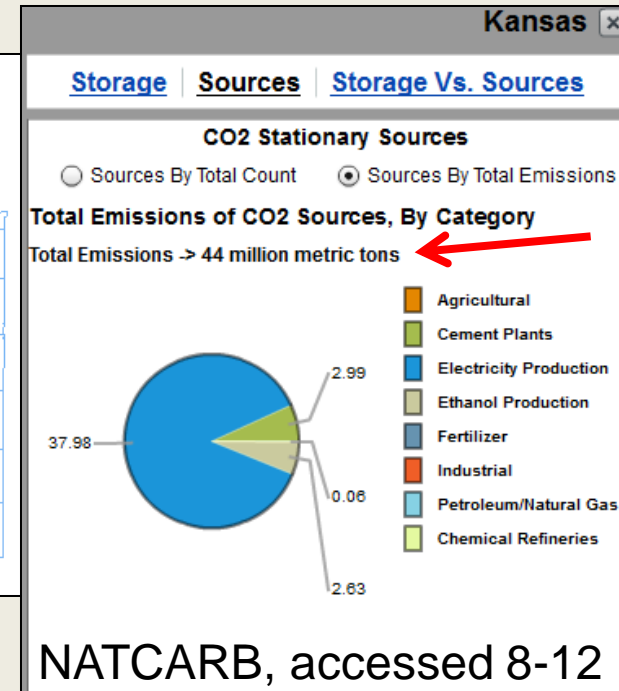 Kansas
Storage Sources Storage Vs. Sources
CO2 Stationary Sources
Sources By Total Count Sources By Total Emissions
Total Emissions of CO2 Sources, By Category
Total Emissions -> 44 million metric tons
Agricultural
Cement Plants
Electricity Production
Ethanol Production
Fertilizer
Industrial
Petroleum/Natural Gas
Chemical Refineries
2.99
37.98
0.06
2.63
NATCARB, accessed 8-12